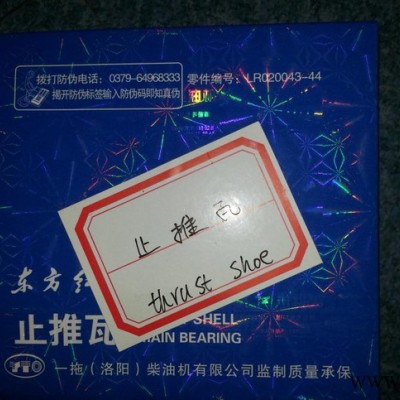 拨打防伪电话：0379-64968333 零件编号：LR020043-44
揭开防伪标签输入防伪码即知真伪
止推瓦
thrust shoe
东方红
止推瓦 SHELL
MAIN BEARING
YTO 一拖（洛阳）柴油机有限公司监制质量承保